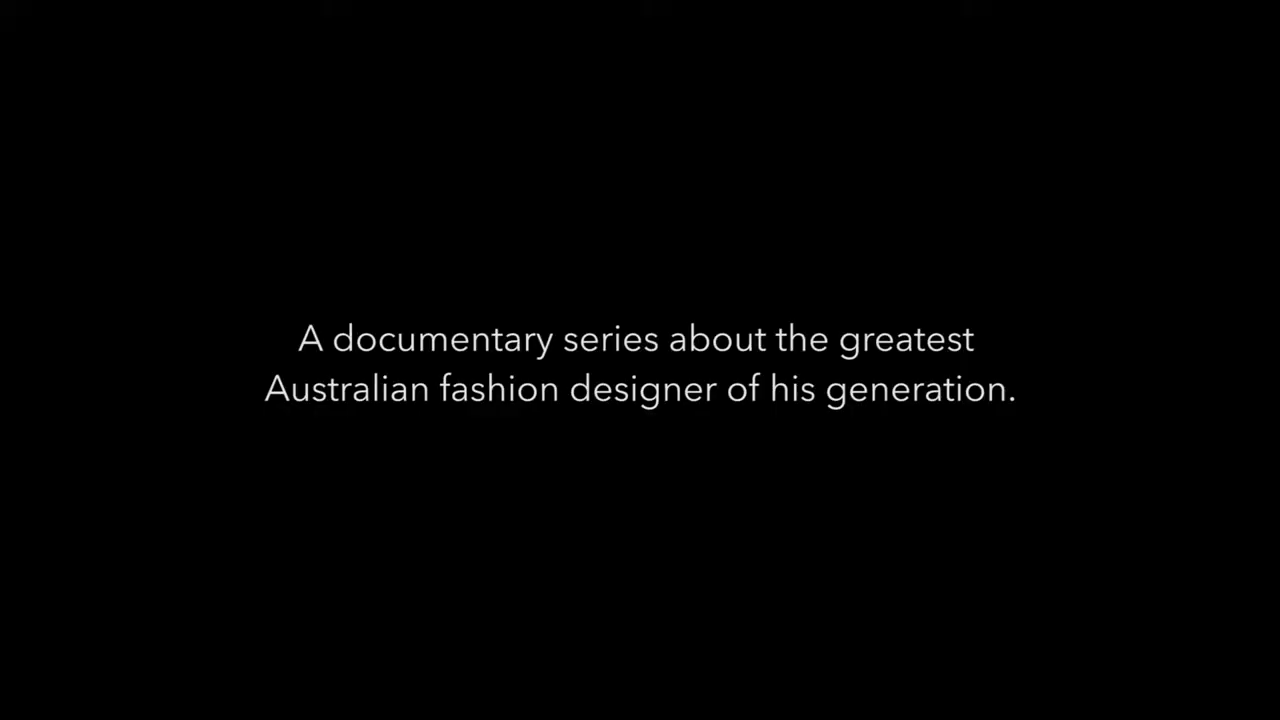 A documentary series about the greatest
Australian fashion designer of his generation.